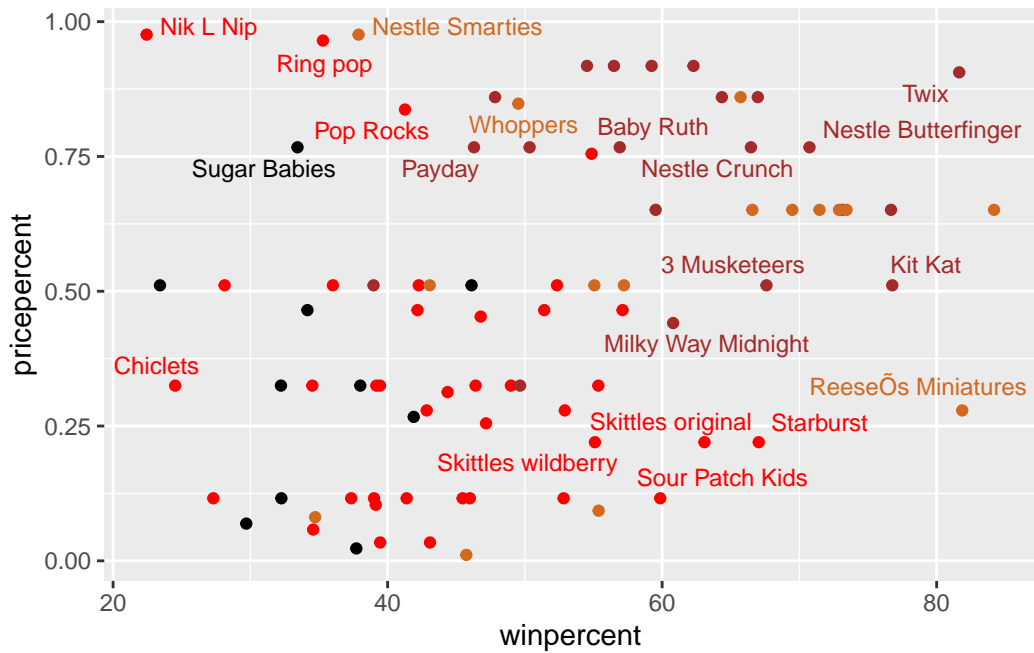 1.00
Nik L Nip
Nestle Smarties
Ring pop
Twix
Pop Rocks
Whoppers
Baby Ruth
Nestle Butterfinger
0.75
Sugar Babies
Payday
Nestle Crunch
3 Musketeers
Kit Kat
0.50
Milky Way Midnight
Chiclets
ReeseÕs Miniatures
0.25
Skittles original
Starburst
Skittles wildberry
Sour Patch Kids
0.00
20
40
60
80
winpercent
pricepercent